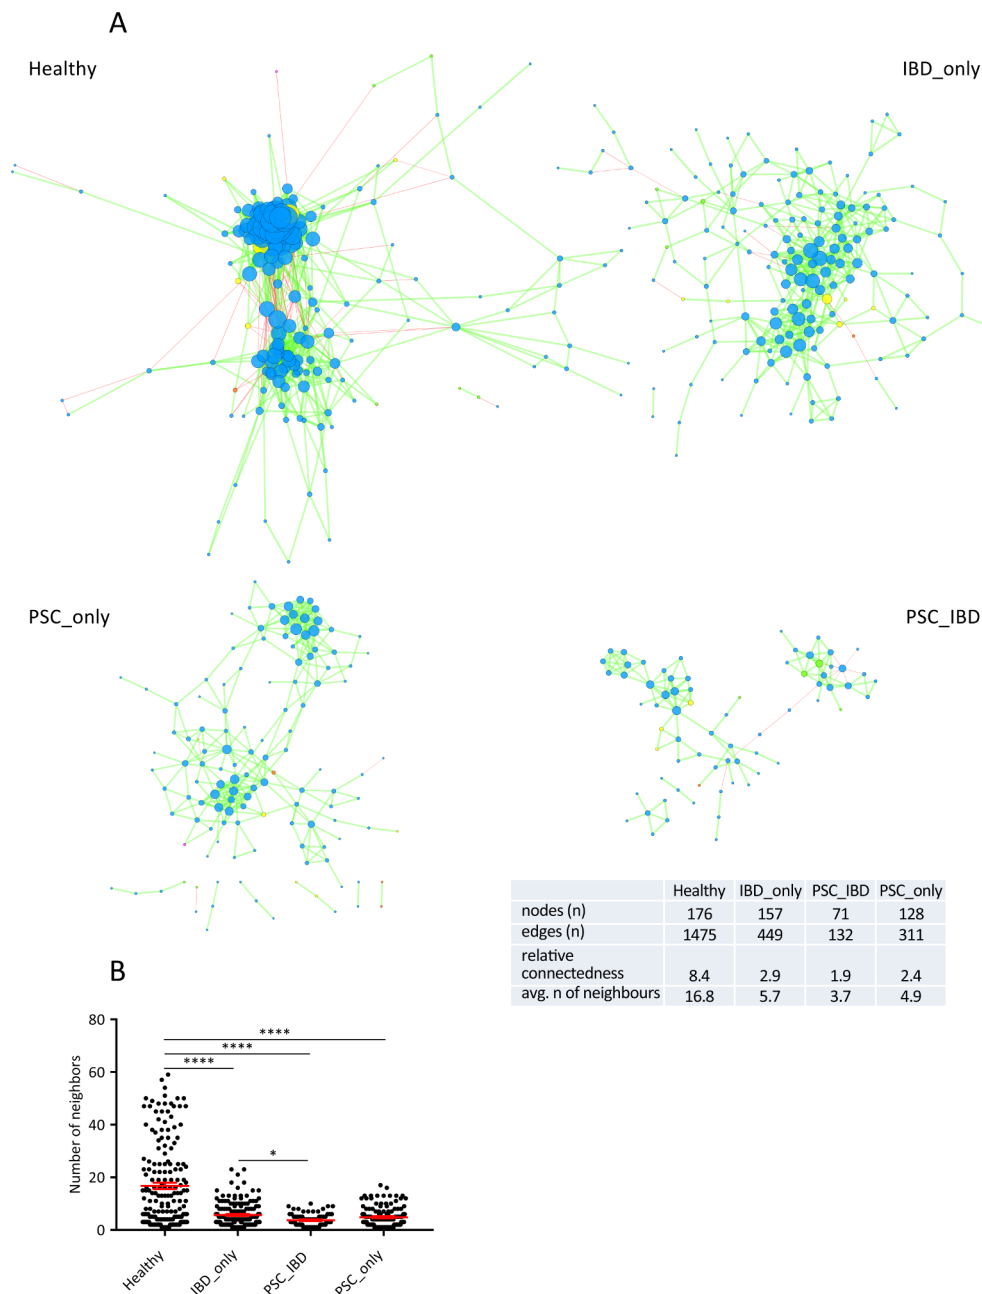 A
Healthy
IBD_only
PSC_only
PSC_IBD
Healthy IBD_only PSC_IBD PSC_only
nodes (n) 176 157 71 128
edges (n) 1475 449 132 311
relative
connectedness 8.4 2.9 1.9 2.4
avg. n of neighbours 16.8 5.7 3.7 4.9
B
80
60
40
20
0
Number of neighbors
****
****
****
*
Healthy
IBD_only
PSC_IBD
PSC_only